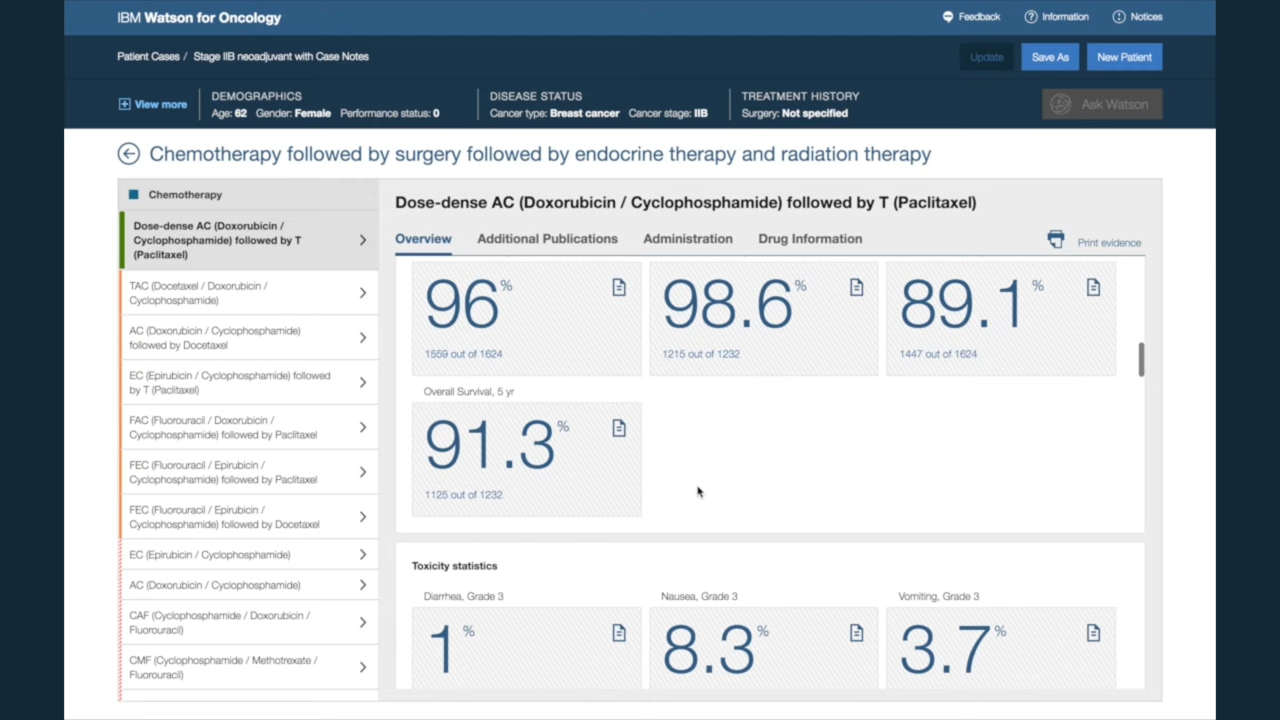 IBM Watson for Oncology
Feedback
Information
Notices
Patient Cases / Stage IIB neoadjuvant with Case Notes
Update
Save As
New Patient
View more
DEMOGRAPHICS
Age: 62 Gender: Female Performance status: 0
DISEASE STATUS
Cancer type: Breast cancer Cancer stage: IIB
TREATMENT HISTORY
Surgery: Not specified
Ask Watson
Chemotherapy followed by surgery followed by endocrine therapy and radiation therapy
Chemotherapy
Dose-dense AC (Doxorubicin /
Cyclophosphamide) followed by T
(Paclitaxel)
TAC (Docetaxel / Doxorubicin /
Cyclophosphamide)
AC (Doxorubicin / Cyclophosphamide)
followed by Docetaxel
EC (Epirubicin / Cyclophosphamide) followed
by T (Paclitaxel)
FAC (Fluorouracil / Doxorubicin /
Cyclophosphamide) followed by Paclitaxel
FEC (Fluorouracil / Epirubicin /
Cyclophosphamide) followed by Paclitaxel
FEC (Fluorouracil / Epirubicin /
Cyclophosphamide) followed by Docetaxel
EC (Epirubicin / Cyclophosphamide)
AC (Doxorubicin / Cyclophosphamide)
CAF (Cyclophosphamide / Doxorubicin /
Fluorouracil)
CMF (Cyclophosphamide / Methotrexate /
Fluorouracil)
Dose-dense AC (Doxorubicin / Cyclophosphamide) followed by T (Paclitaxel)
Overview
Additional Publications
Administration
Drug Information
Print evidence
96%
1559 out of 1624
98.6%
1215 out of 1232
89.1%
1447 out of 1624
Overall Survival, 5 yr
91.3%
1125 out of 1232
Toxicity statistics
Diarrhea, Grade 3
1%
Nausea, Grade 3
8.3%
Vomiting, Grade 3
3.7%